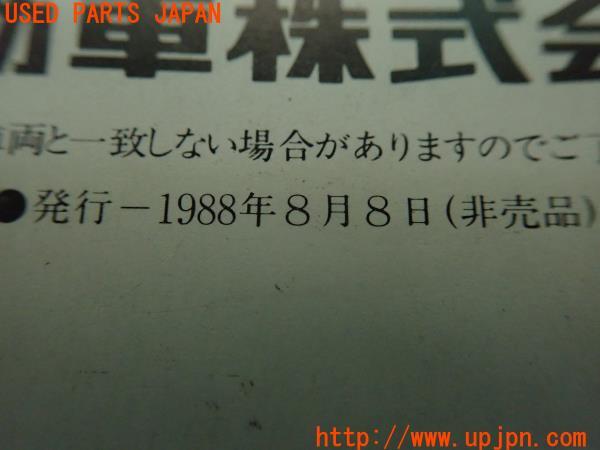 USED PARTS JAPAN
動車株式会
車両と一致しない場合がありますのでご了
●発行－1988年8月8日(非売品)
http://www.upjpn.com